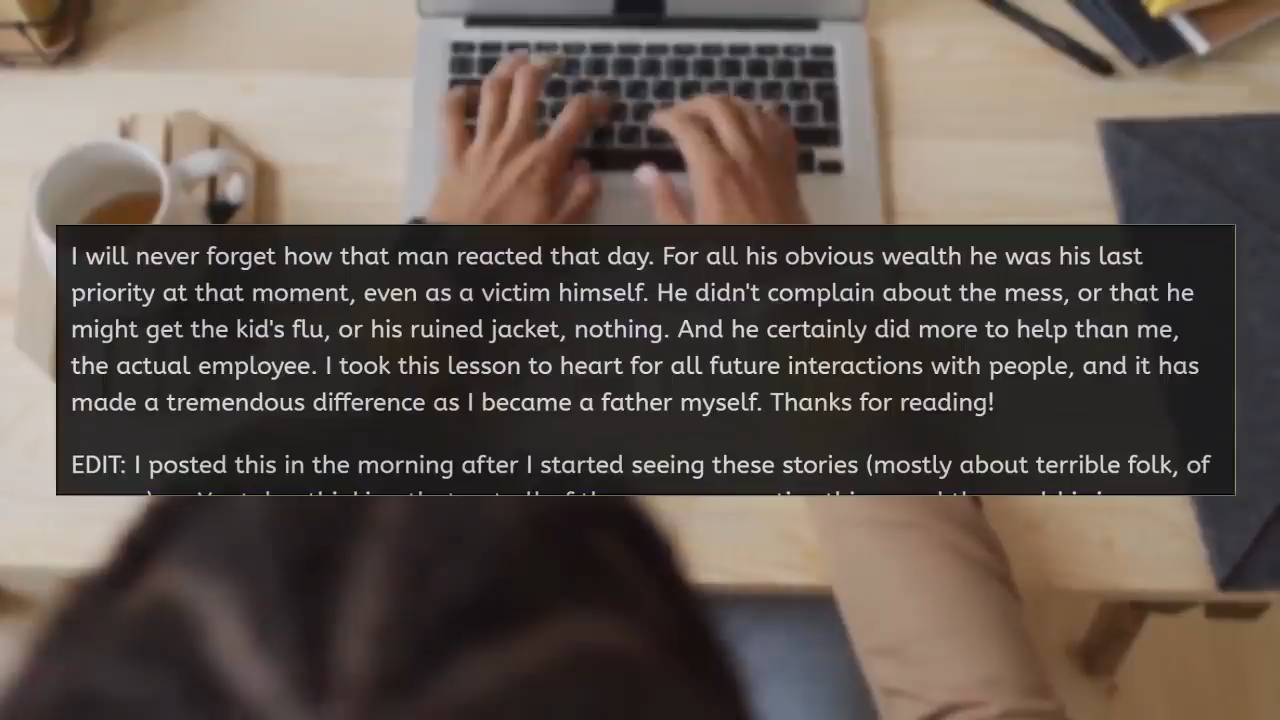 I will never forget how that man reacted that day. For all his obvious wealth he was his last
priority at that moment, even as a victim himself. He didn't complain about the mess, or that he
might get the kid's flu, or his ruined jacket, nothing. And he certainly did more to help than me,
the actual employee. I took this lesson to heart for all future interactions with people, and it has
made a tremendous difference as I became a father myself. Thanks for reading!
EDIT: I posted this in the morning after I started seeing these stories (mostly about terrible folk, of